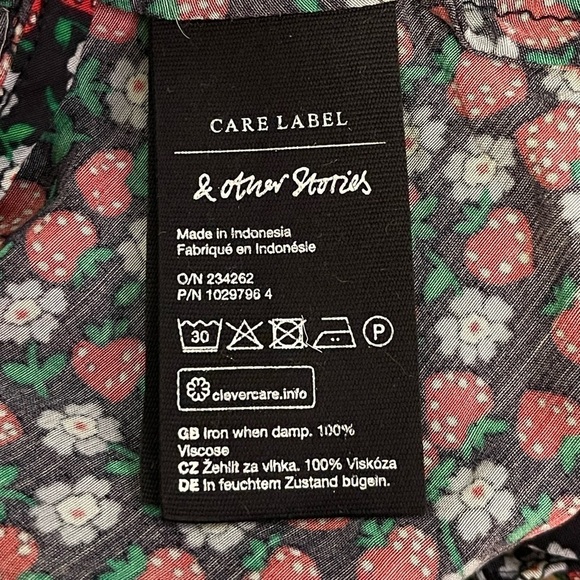 CARE LABEL
& other Stories
Made in Indonesia
Fabriqué en Indonésie
O/N 234262
P/N 1029796 4
30 P
clevercare.info
GB Iron when damp. 100%
Viscose
CZ Žehlit za vlhka. 100% Viskóza
DE In feuchtem Zustand bügeln.